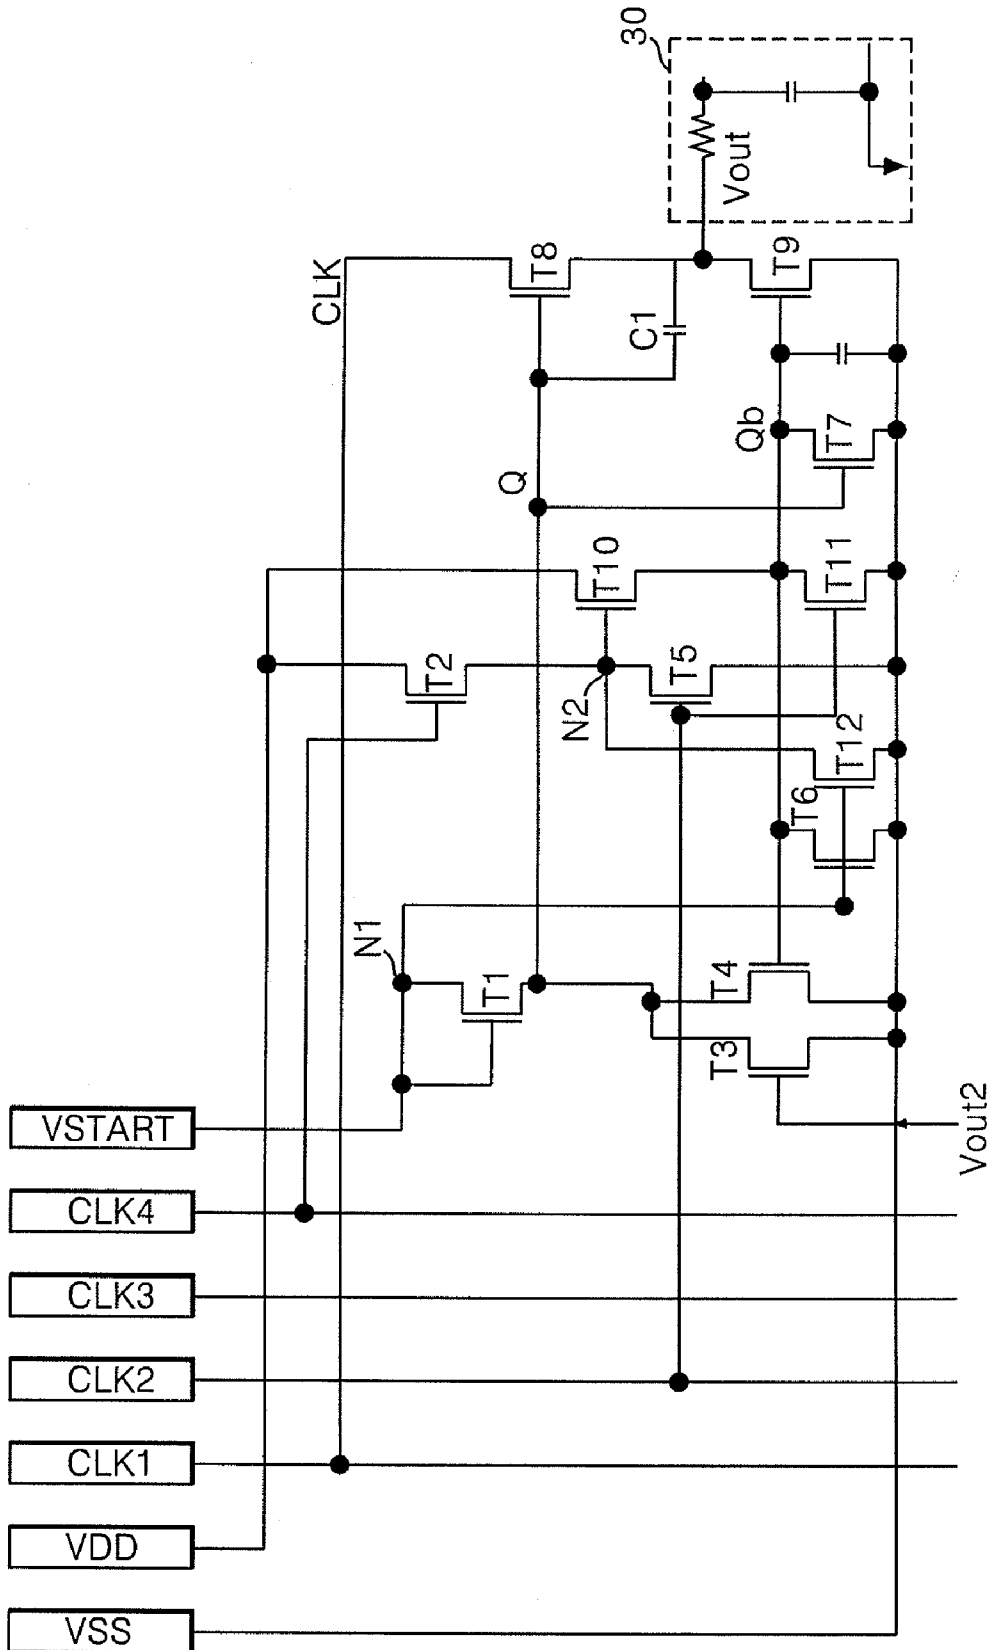 30
Vout
CLK
T8
C1
T9
Qb
T7
Q
T10
T11
T2
T5
N2
T12
T6
N1
T1
T4
T3
Vout2
VSTART
CLK4
CLK3
CLK2
CLK1
VDD
VSS